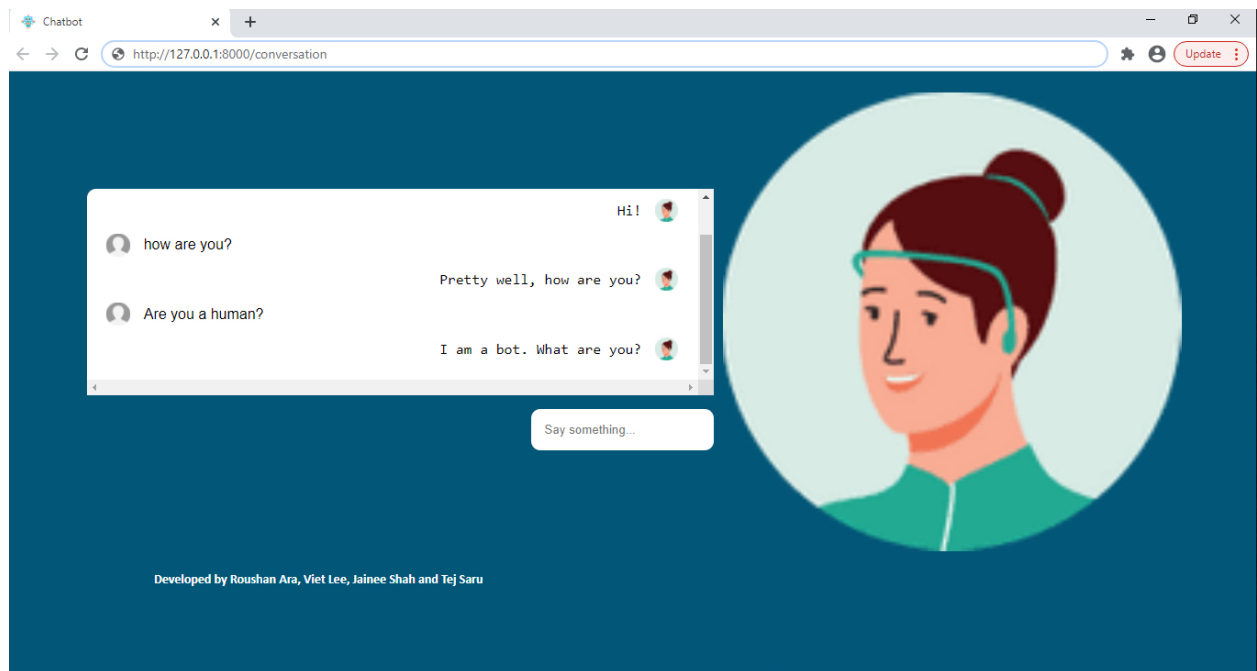 Chatbot
http://127.0.0.1:8000/conversation
Update
Hi!
how are you?
Pretty well, how are you?
Are you a human?
I am a bot. What are you?
Say something...
Developed by Roushan Ara, Viet Lee, Jainee Shah and Tej Saru